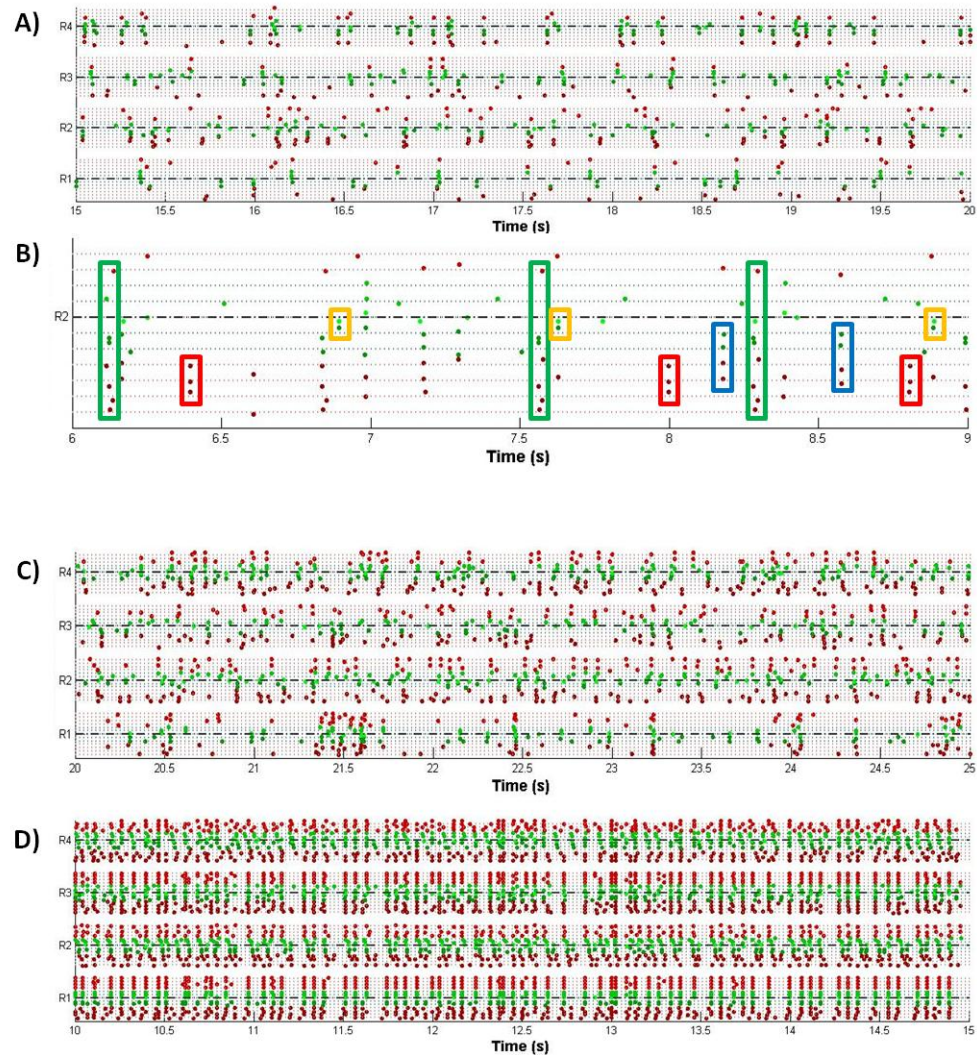 A)
R4
R3
R2
R1
15 15.5 16 16.5 17 17.5 18 18.5 19 19.5 20
Time (s)
B)
R2
6 6.5 7 7.5 8 8.5 9
Time (s)
C)
R4
R3
R2
R1
20 20.5 21 21.5 22 22.5 23 23.5 24 24.5 25
Time (s)
D)
R4
R3
R2
R1
10 10.5 11 11.5 12 12.5 13 13.5 14 14.5 15
Time (s)